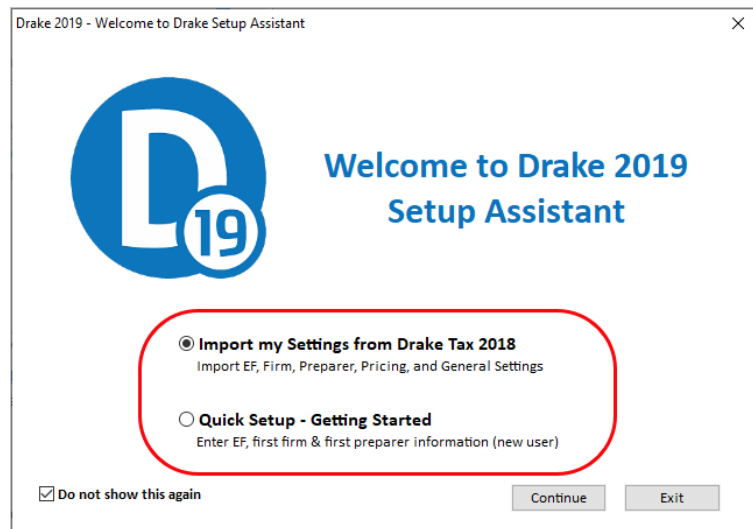 Drake 2019 - Welcome to Drake Setup Assistant
D
19
Welcome to Drake 2019
Setup Assistant
Import my Settings from Drake Tax 2018
Import EF, Firm, Preparer, Pricing, and General Settings
Quick Setup - Getting Started
Enter EF, first firm & first preparer information (new user)
Do not show this again
Continue
Exit